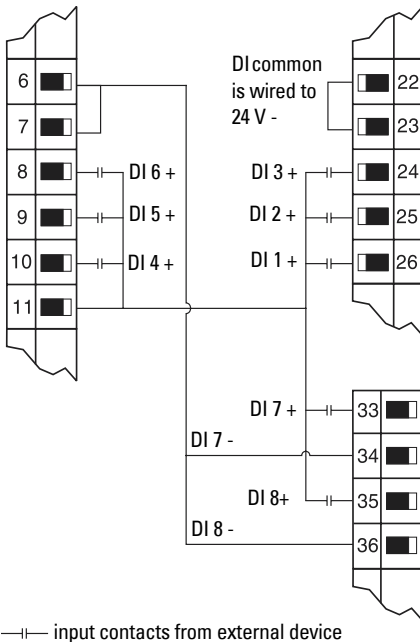 6
7
8
9
10
11
DI 6 +
DI 5 +
DI 4 +
DI common
is wired to
24 V -
DI 3 +
DI 2 +
DI 1 +
22
23
24
25
26
DI 7 +
DI 7 -
DI 8+
DI 8 -
33
34
35
36
input contacts from external device